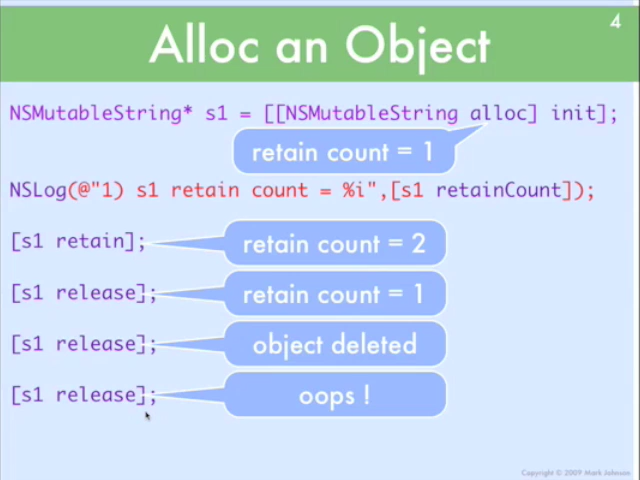 4
Alloc an Object
NSMutableString* s1 = [[NSMutableString alloc] init];
retain count = 1
NSLog(@"1) s1 retain count = %i",[s1 retainCount]);
[s1 retain];
retain count = 2
[s1 release];
retain count = 1
[s1 release];
object deleted
[s1 release];
oops !
Copyright © 2009 Mark Johnson